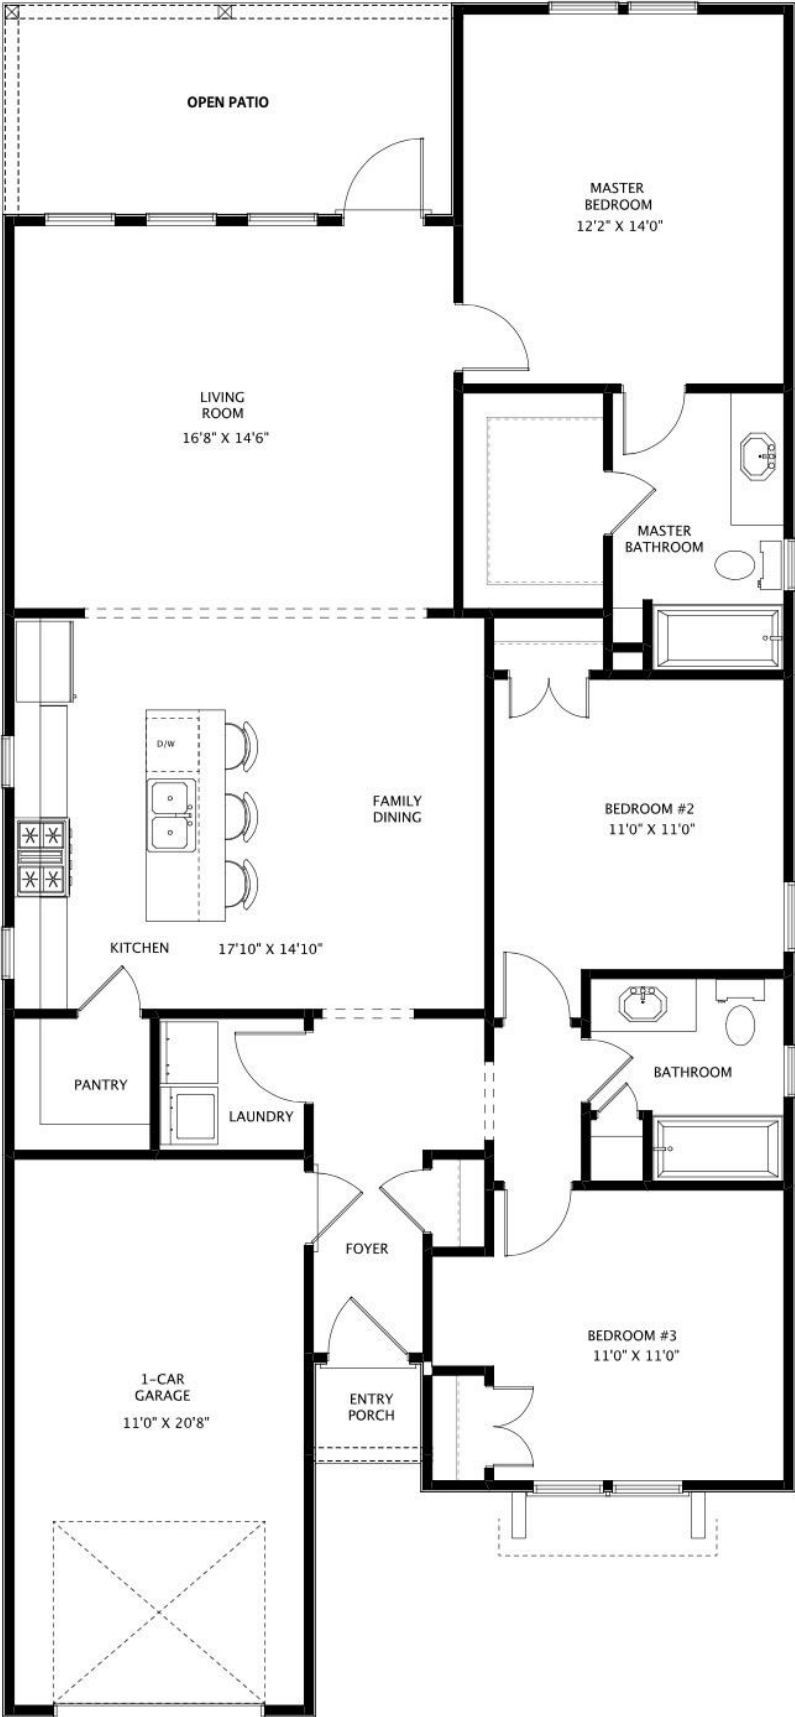 OPEN PATIO
MASTER
BEDROOM
12'2" X 14'0"
LIVING
ROOM
16'8" X 14'6"
MASTER
BATHROOM
D/W
FAMILY
DINING
BEDROOM #2
11'0" X 11'0"
KITCHEN
17'10" X 14'10"
PANTRY
LAUNDRY
BATHROOM
FOYER
BEDROOM #3
11'0" X 11'0"
1-CAR
GARAGE
11'0" X 20'8"
ENTRY
PORCH